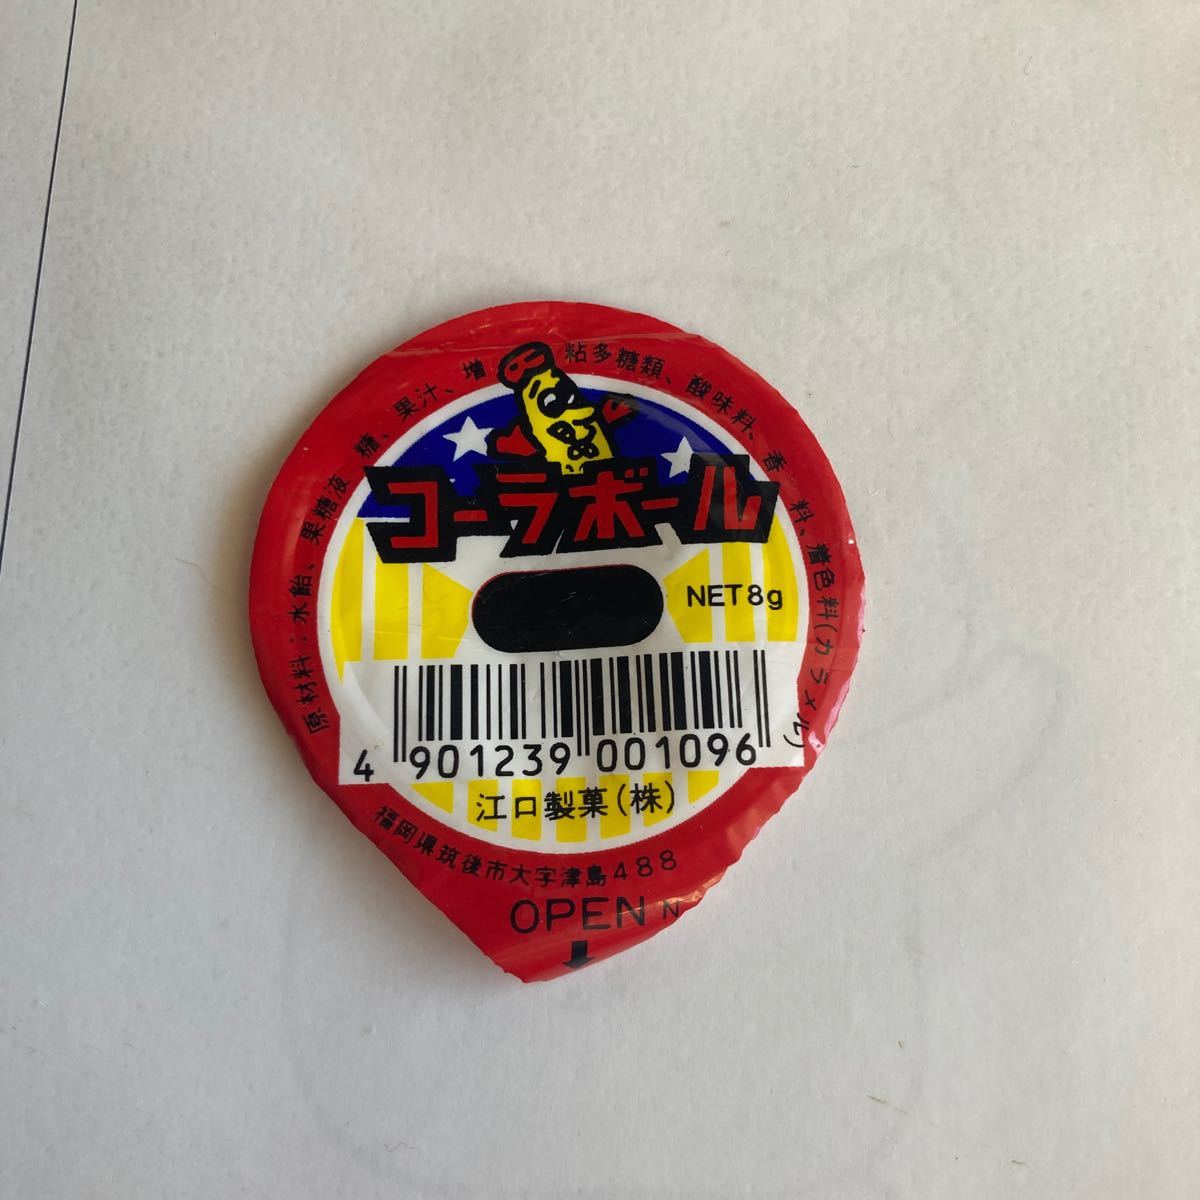 原材料：水飴、果糖液糖、果汁、増粘多糖類、酸味料、香料、着色料(カラメル)
コーラボール
NET8g
4 901239 001096
江口製菓(株)
福岡県筑後市大字津島488
OPEN N